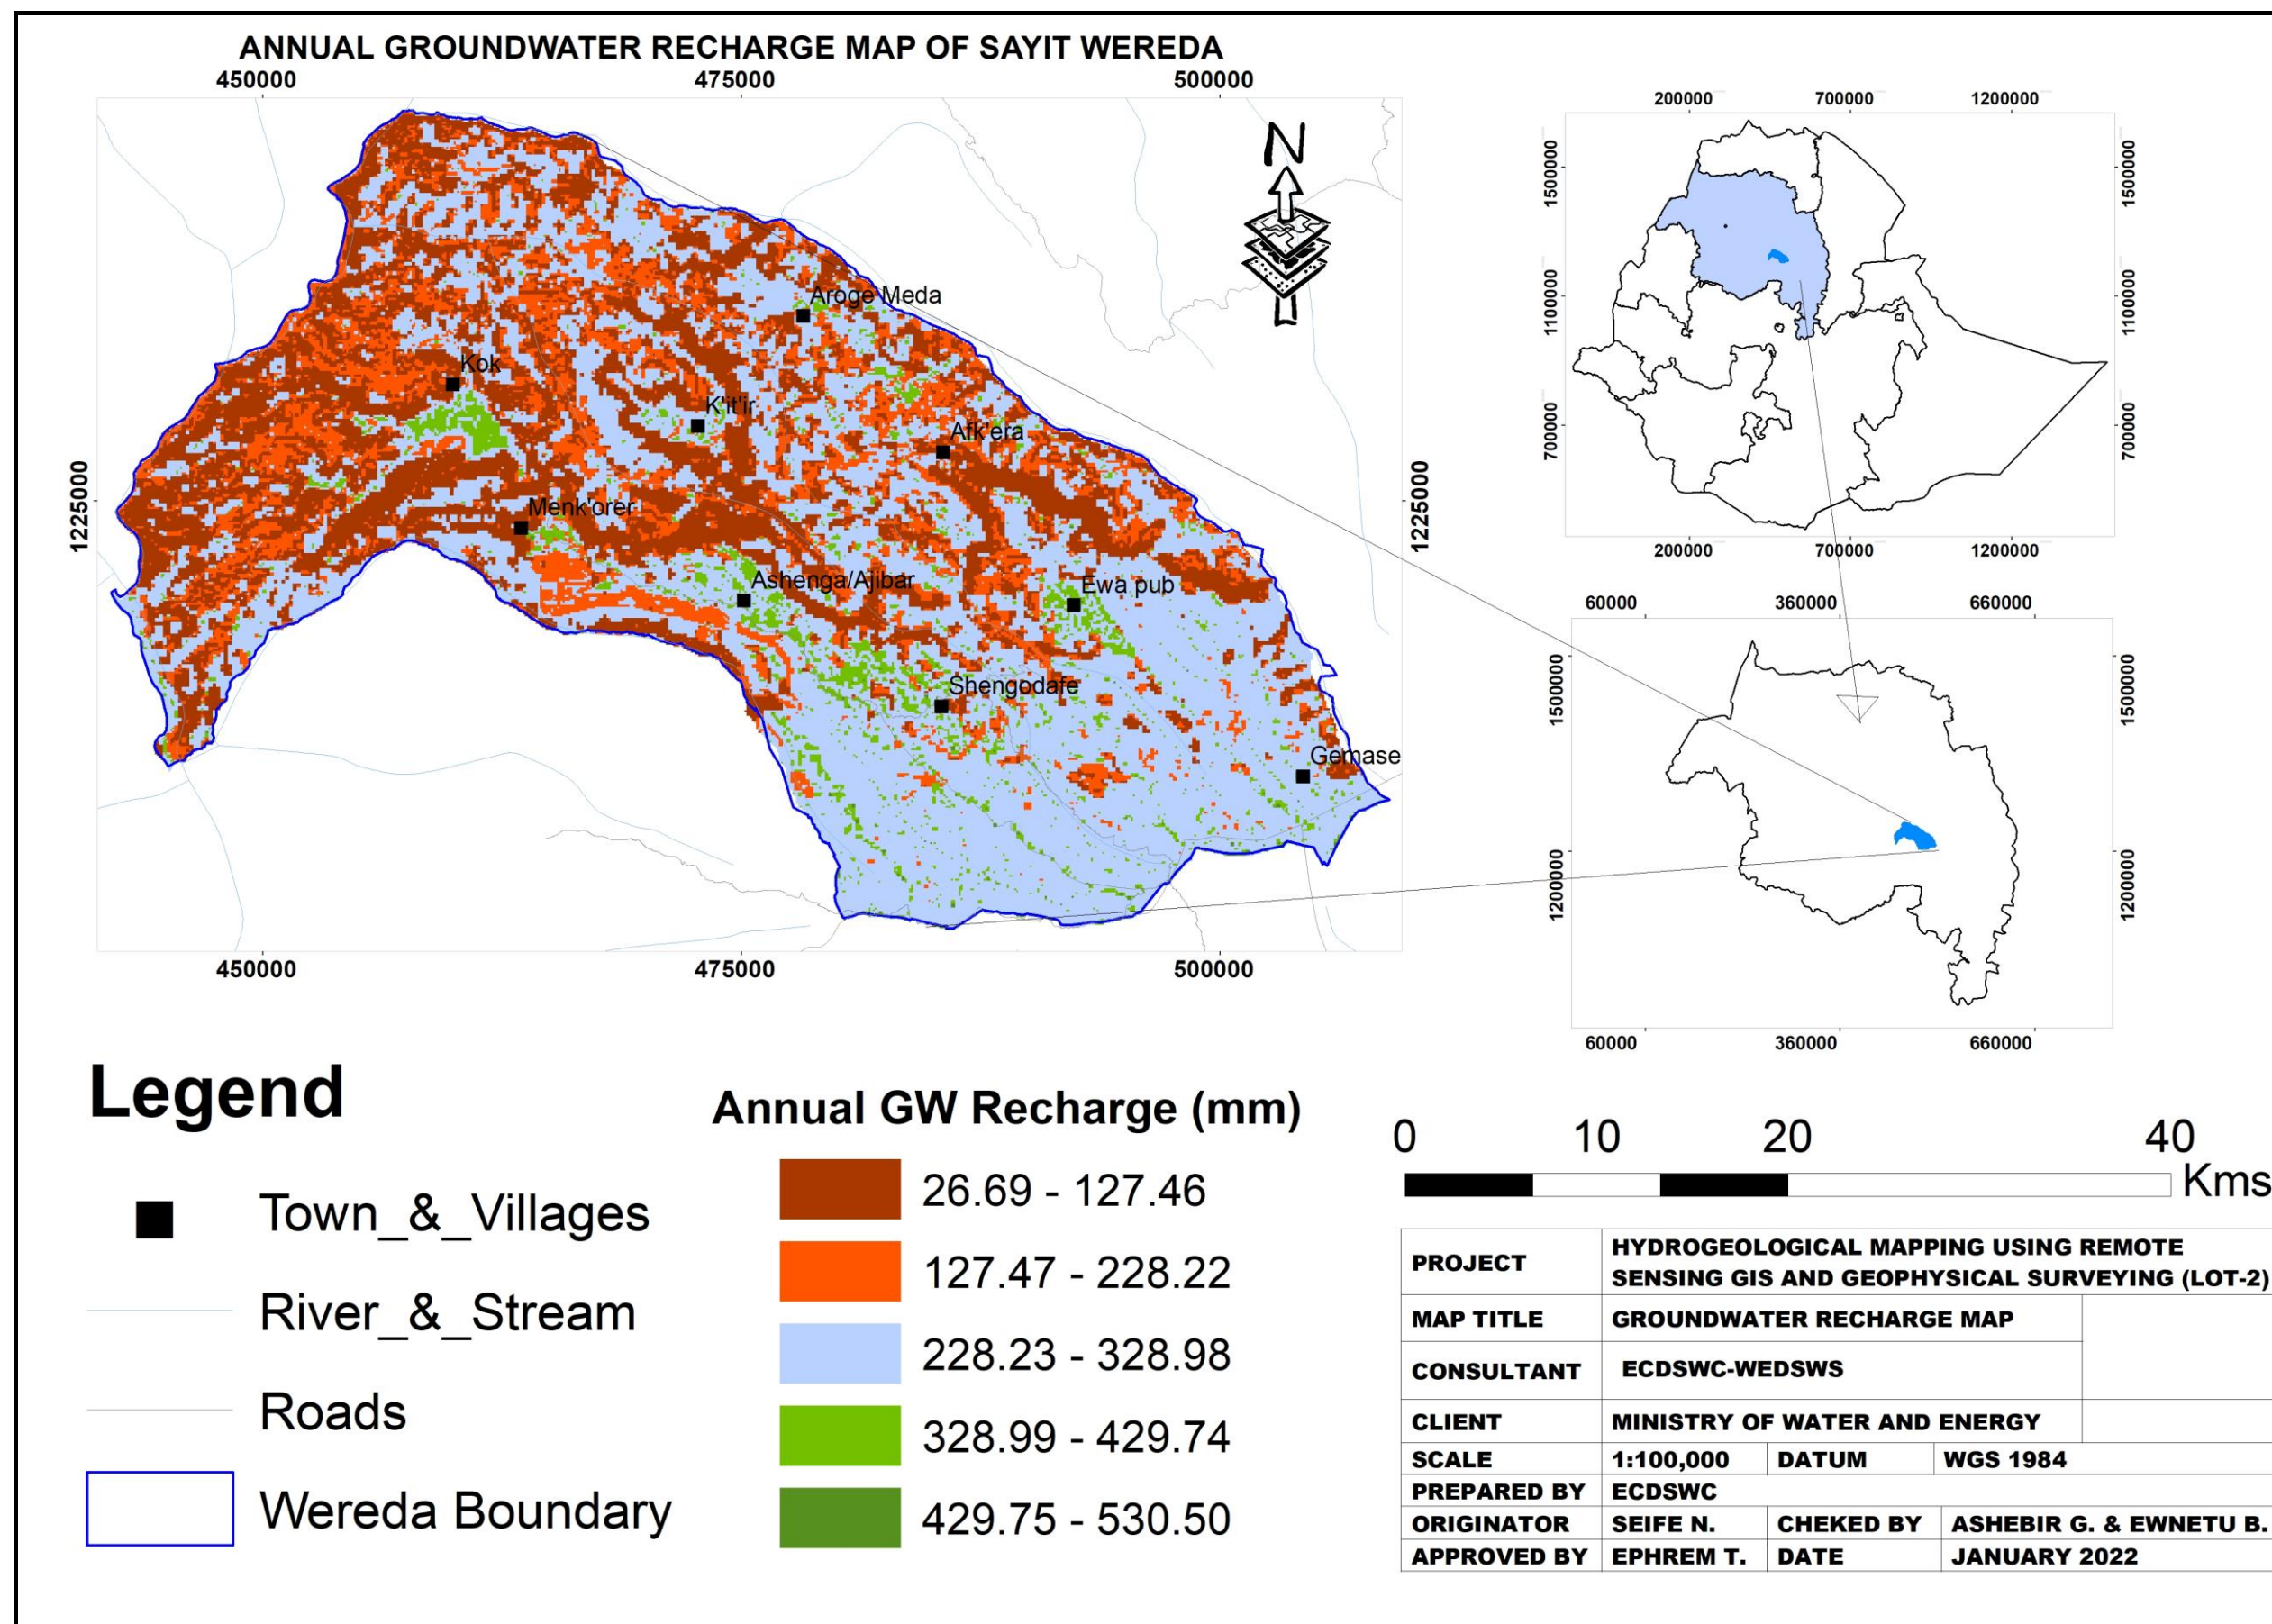 ANNUAL GROUNDWATER RECHARGE MAP OF SAYIT WEREDA
450000 475000 500000
N
1225000
1225000
Aroge Meda
Kok
K'it'ir
Afk'era
Menk'orer
Ashenga/Ajibar
Ewa pub
Shengodafe
Gemase
450000 475000 500000
200000 700000 1200000
1500000 1500000
1100000 1100000
700000 700000
200000 700000 1200000
60000 360000 660000
1500000 1500000
1200000 1200000
60000 360000 660000
Legend
Town_&_Villages
River_&_Stream
Roads
Wereda Boundary
Annual GW Recharge (mm)
26.69 - 127.46
127.47 - 228.22
228.23 - 328.98
328.99 - 429.74
429.75 - 530.50
0 10 20 40
Kms
PROJECT HYDROGEOLOGICAL MAPPING USING REMOTE
SENSING GIS AND GEOPHYSICAL SURVEYING (LOT-2)
MAP TITLE GROUNDWATER RECHARGE MAP
CONSULTANT ECDSWC-WEDSWS
CLIENT MINISTRY OF WATER AND ENERGY
SCALE 1:100,000 DATUM WGS 1984
PREPARED BY ECDSWC
ORIGINATOR SEIFE N. CHEKED BY ASHEBIR G. & EWNETU B.
APPROVED BY EPHREM T. DATE JANUARY 2022